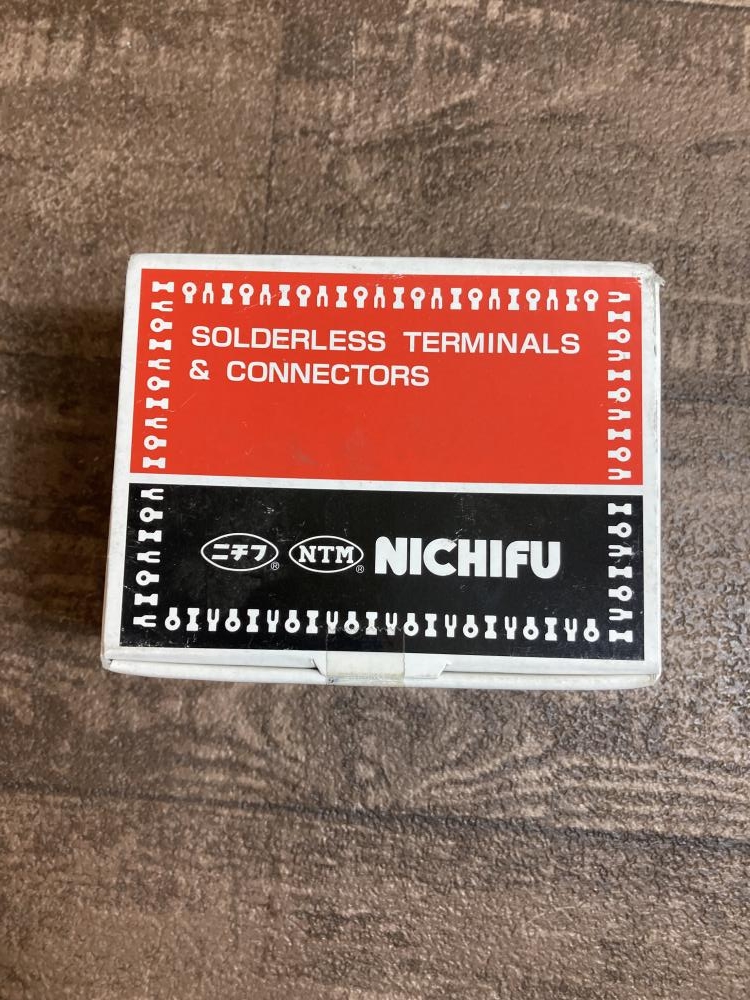 SOLDERLESS TERMINALS
& CONNECTORS
ニチフ® NTM® NICHIFU